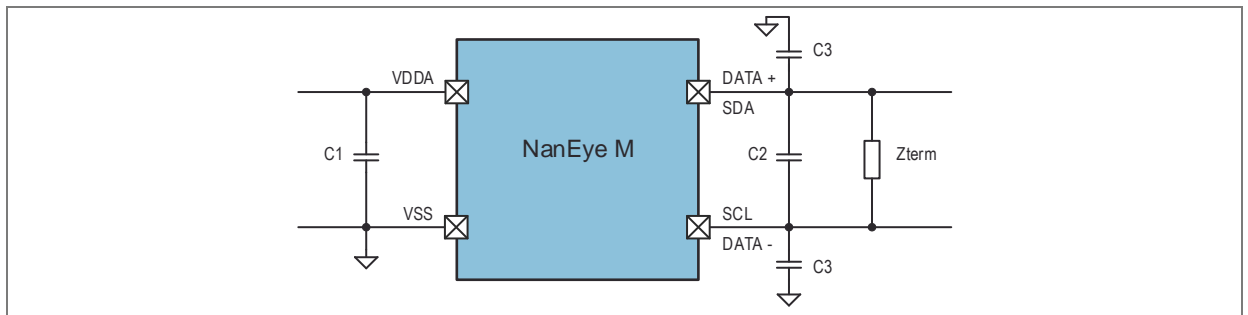 C3
VDDA
DATA +
SDA
NanEye M
C1
C2
Zterm
VSS
SCL
DATA -
C3